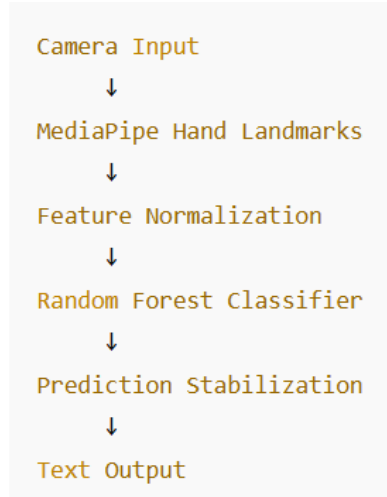 Camera Input
↓
MediaPipe Hand Landmarks
↓
Feature Normalization
↓
Random Forest Classifier
↓
Prediction Stabilization
↓
Text Output